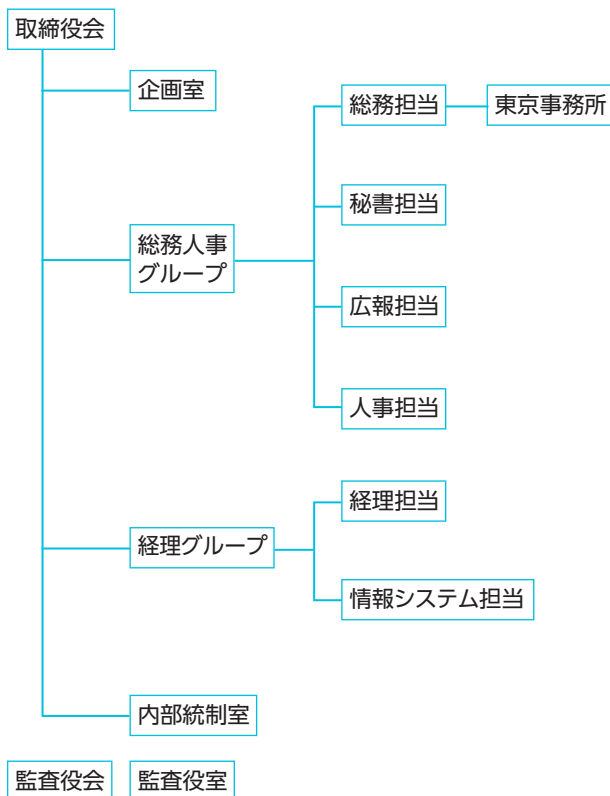 取締役会
企画室
総務担当
東京事務所
秘書担当
総務人事
グループ
広報担当
人事担当
経理担当
経理グループ
情報システム担当
内部統制室
監査役会
監査役室